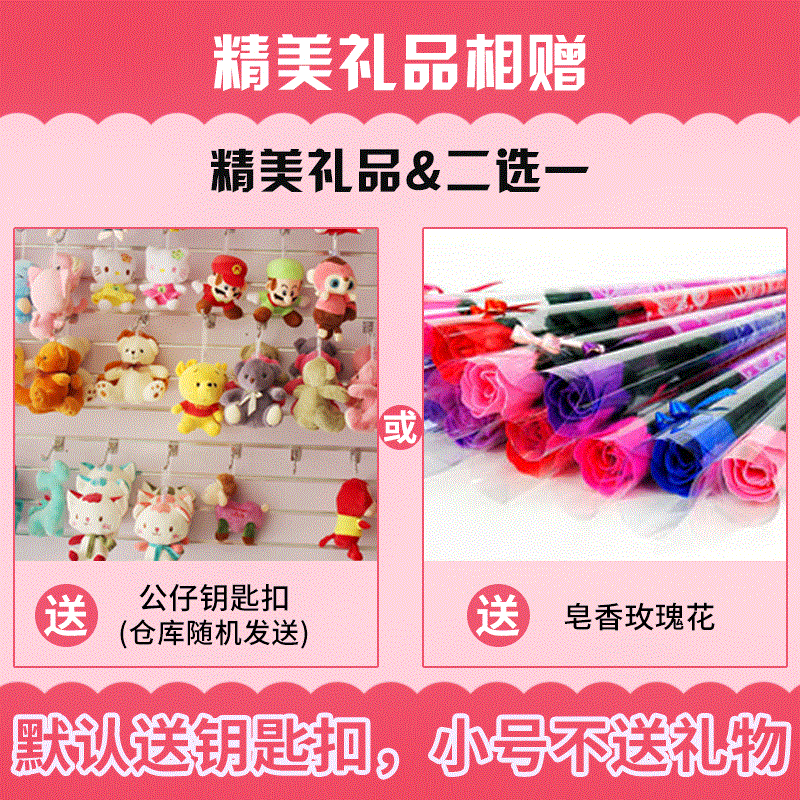 精美礼品相赠
精美礼品&二选一
或
送
公仔钥匙扣
(仓库随机发送)
送
皂香玫瑰花
默认送钥匙扣，小号不送礼物